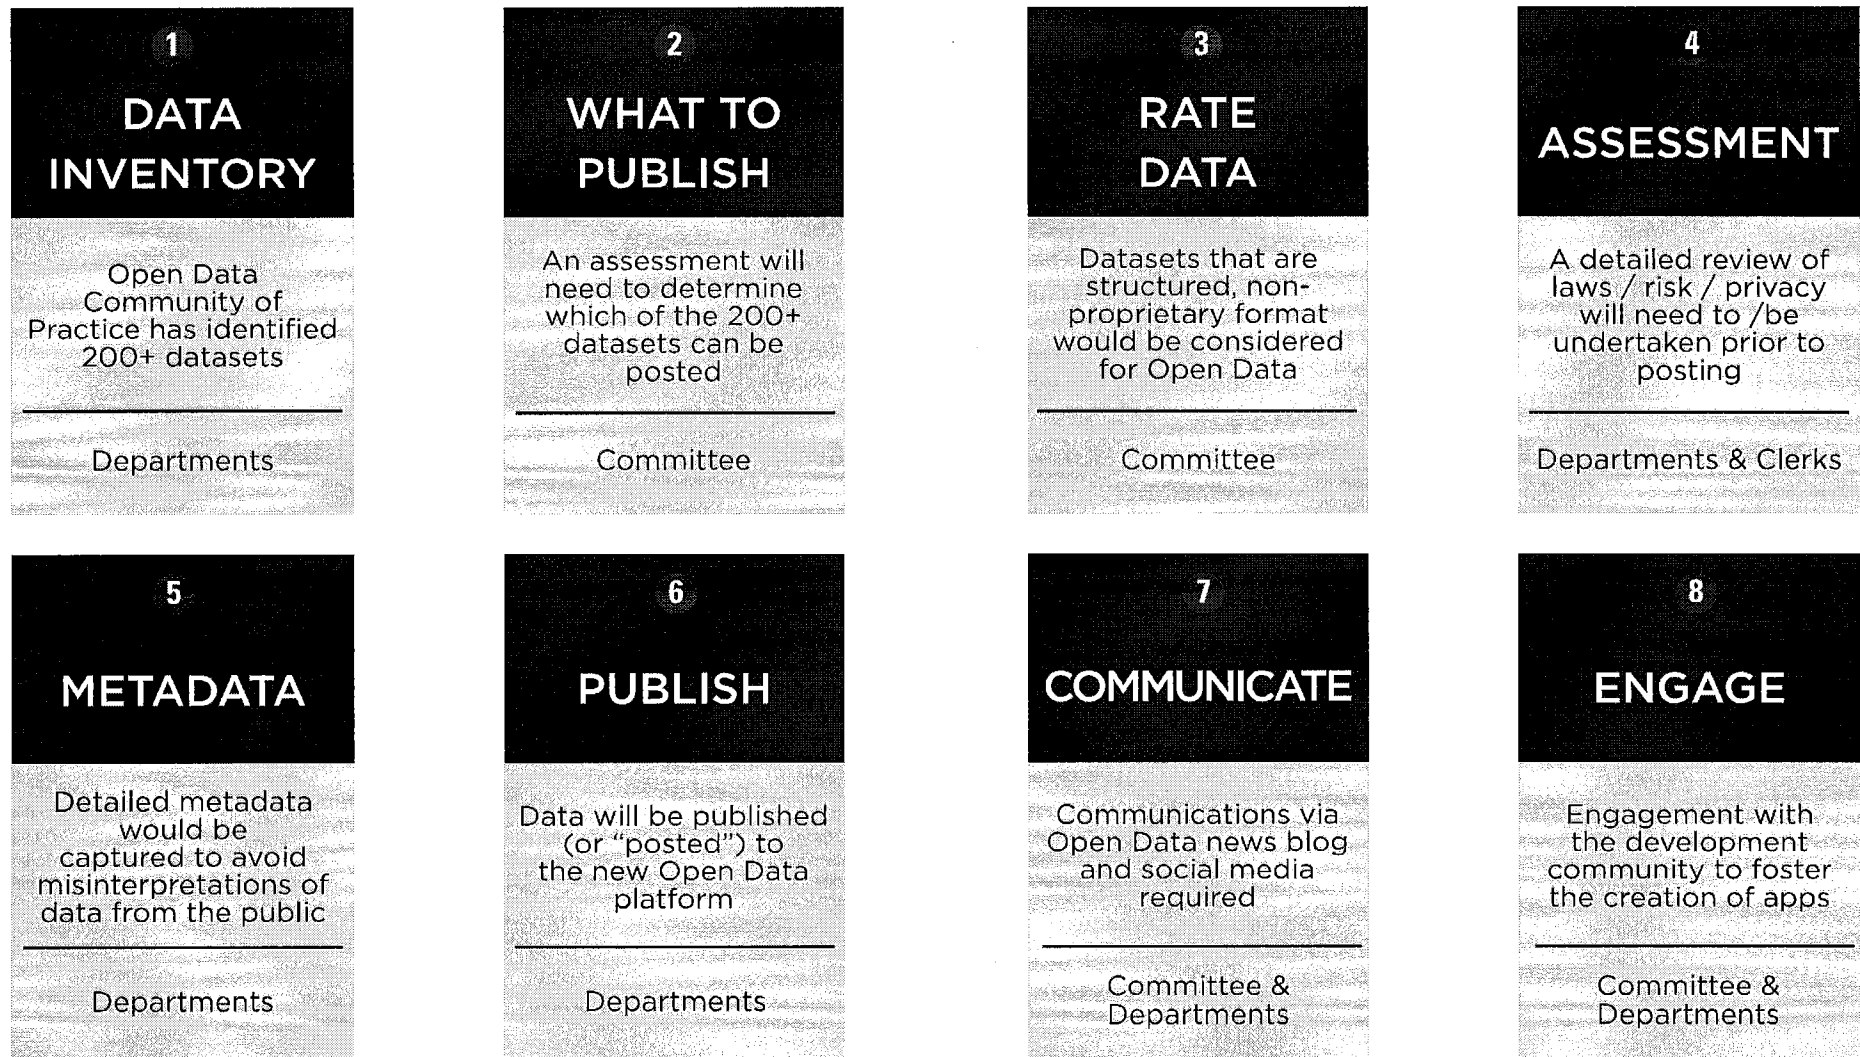 1
DATA
INVENTORY
Open Data
Community of
Practice has identified
200+ datasets
Departments
2
WHAT TO
PUBLISH
An assessment will
need to determine
which of the 200+
datasets can be
posted
Committee
3
RATE
DATA
Datasets that are
structured, non-
proprietary format
would be considered
for Open Data
Committee
4
ASSESSMENT
A detailed review of
laws / risk / privacy
will need to /be
undertaken prior to
posting
Departments & Clerks
5
METADATA
Detailed metadata
would be
captured to avoid
misinterpretations of
data from the public
Departments
6
PUBLISH
Data will be published
(or “posted”) to
the new Open Data
platform
Departments
7
COMMUNICATE
Communications via
Open Data news blog
and social media
required
Committee &
Departments
8
ENGAGE
Engagement with
the development
community to foster
the creation of apps
Committee &
Departments